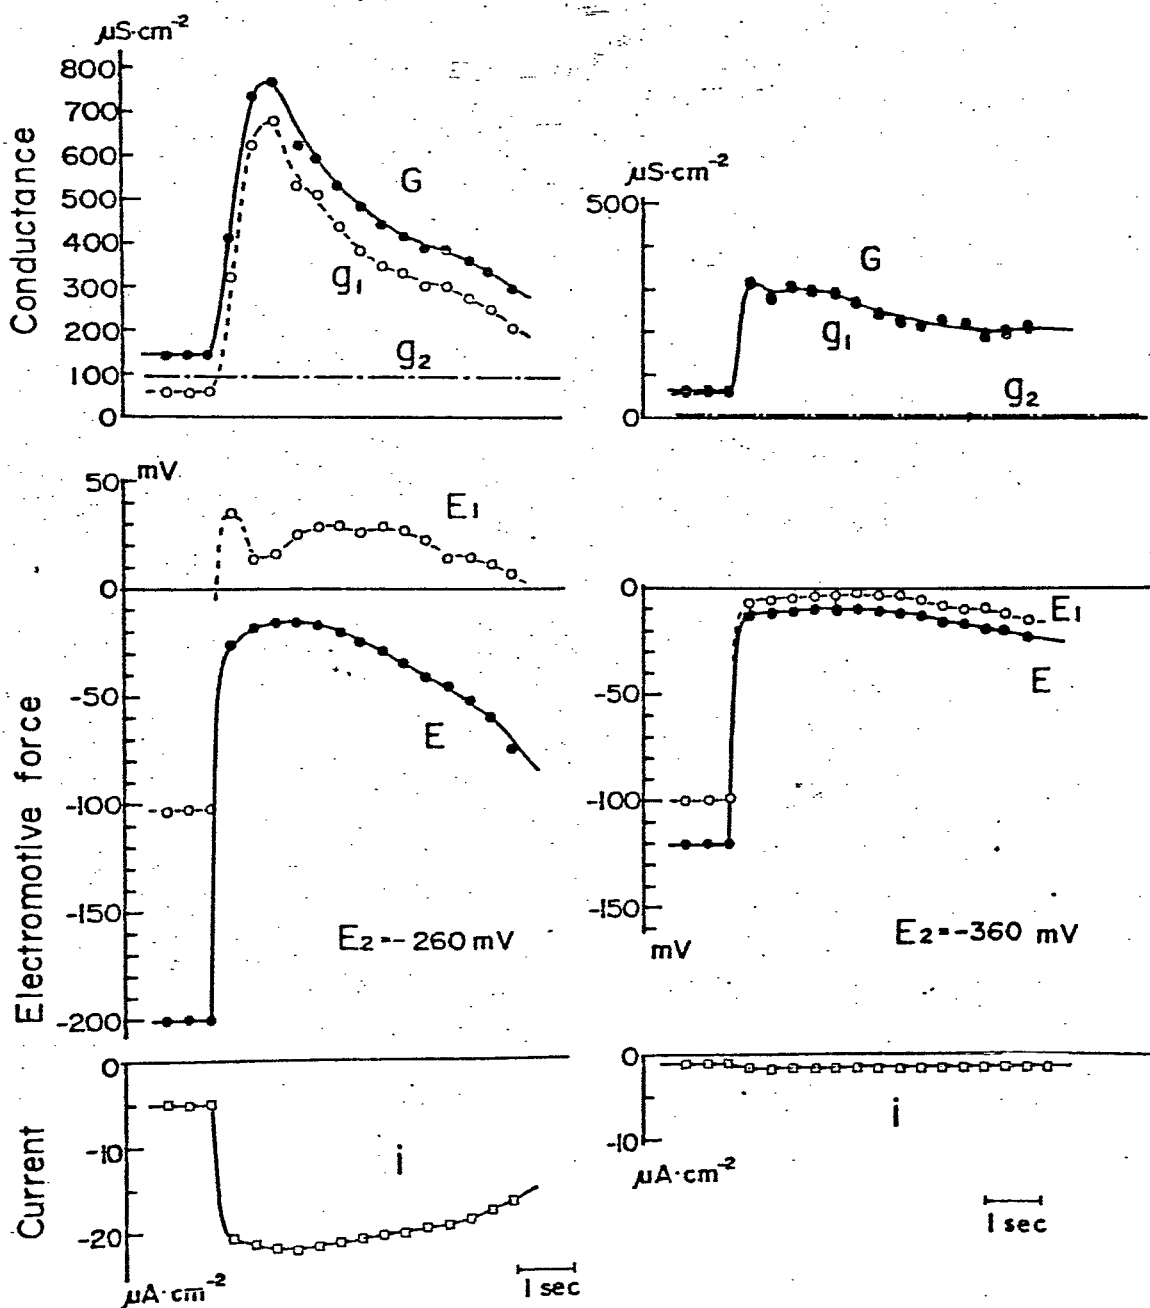 μS·cm⁻²
800
700
600
500
400
300
200
100
0
Conductance
G
g₁
g₂
μS·cm⁻²
500
0
G
g₁
g₂
mV
50
0
-50
-100
-150
-200
Electromotive force
E₁
E
E₂=-260 mV
0
-50
-100
-150
mV
E₁
E
E₂=-360 mV
0
-10
-20
μA·cm⁻²
Current
i
1 sec
0
-10
μA·cm⁻²
i
1 sec